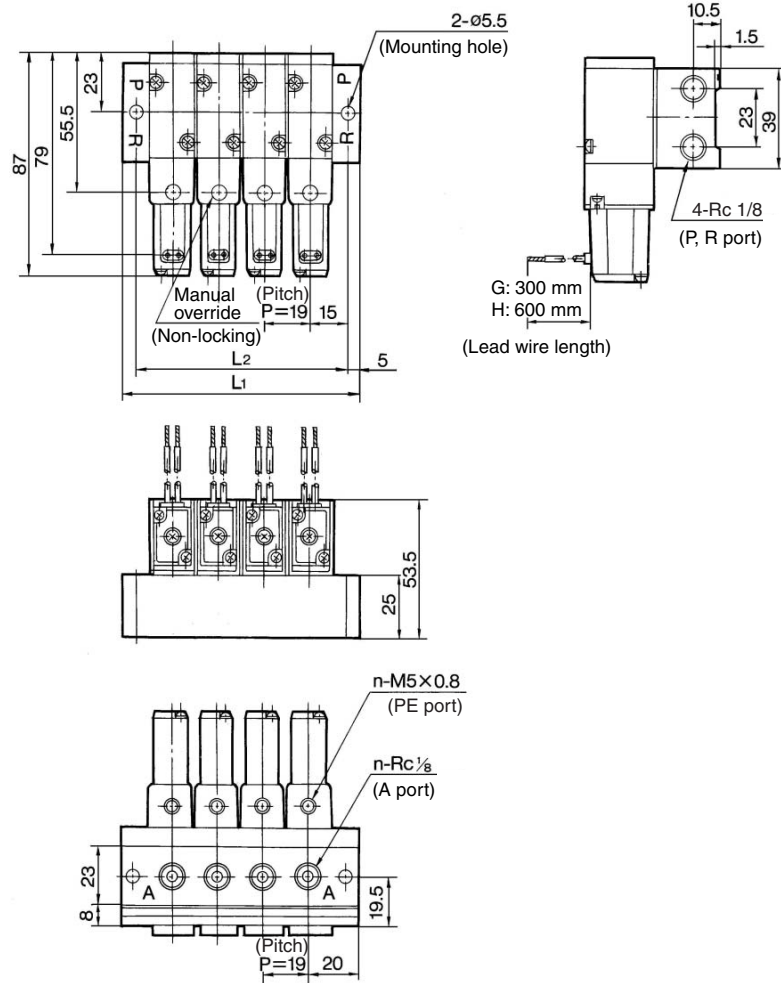 2-ø5.5
(Mounting hole)
87
79
55.5
23
P
R
P
R
Manual
override
(Non-locking)
(Pitch)
P=19
15
L2
5
L1
10.5
1.5
23
39
4-Rc 1/8
(P, R port)
G: 300 mm
H: 600 mm
(Lead wire length)
53.5
25
n-M5×0.8
(PE port)
n-Rc⅛
(A port)
23
8
A
A
19.5
(Pitch)
P=19
20